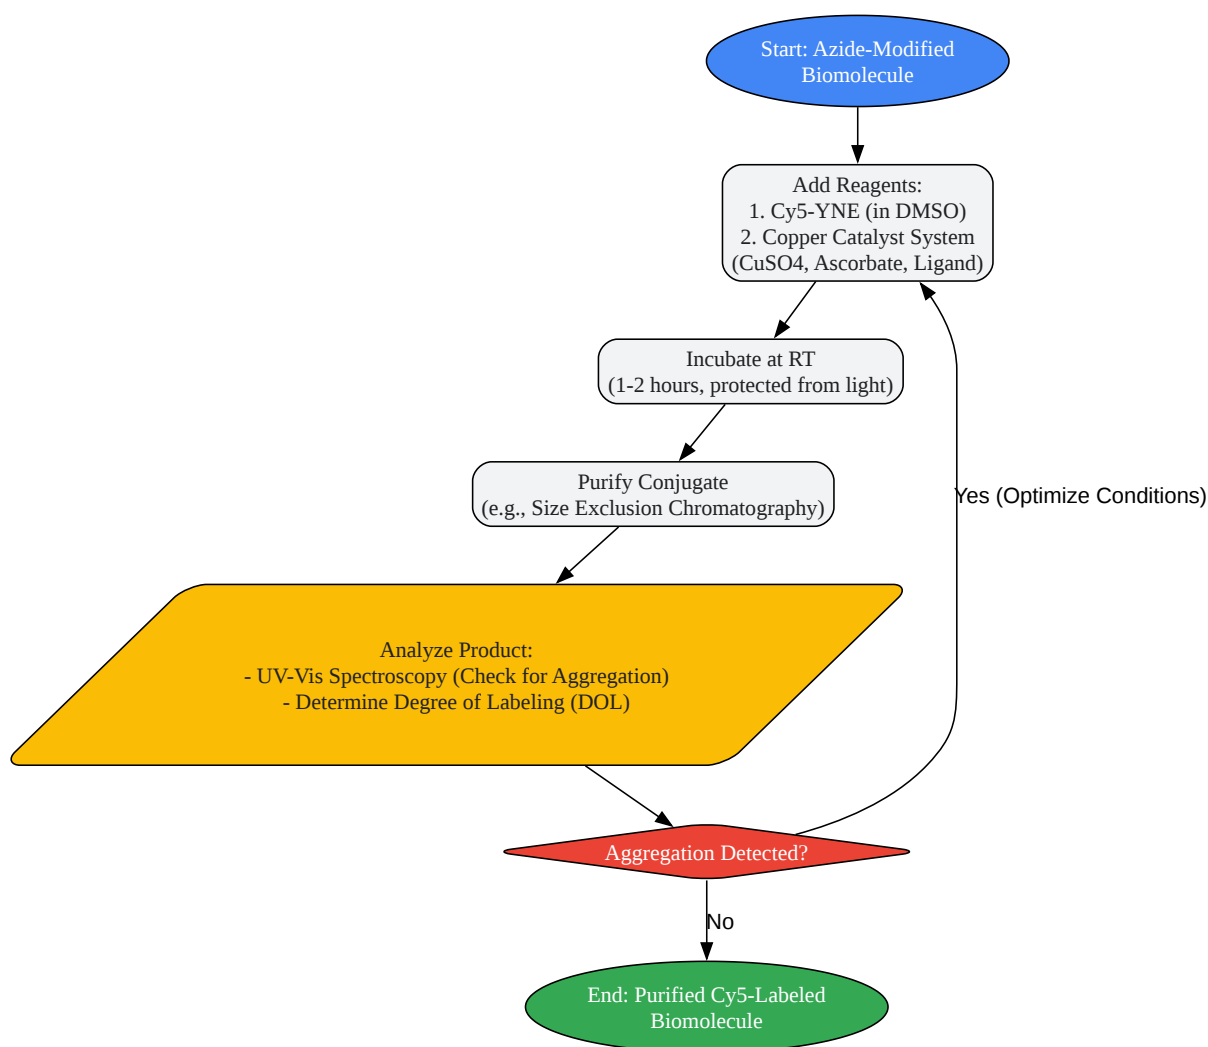 Start: Azide-Modified
Biomolecule
Add Reagents:
1. Cy5-YNE (in DMSO)
2. Copper Catalyst System
(CuSO4, Ascorbate, Ligand)
Incubate at RT
(1-2 hours, protected from light)
Purify Conjugate
(e.g., Size Exclusion Chromatography)
Yes (Optimize Conditions)
Analyze Product:
- UV-Vis Spectroscopy (Check for Aggregation)
- Determine Degree of Labeling (DOL)
Aggregation Detected?
No
End: Purified Cy5-Labeled
Biomolecule